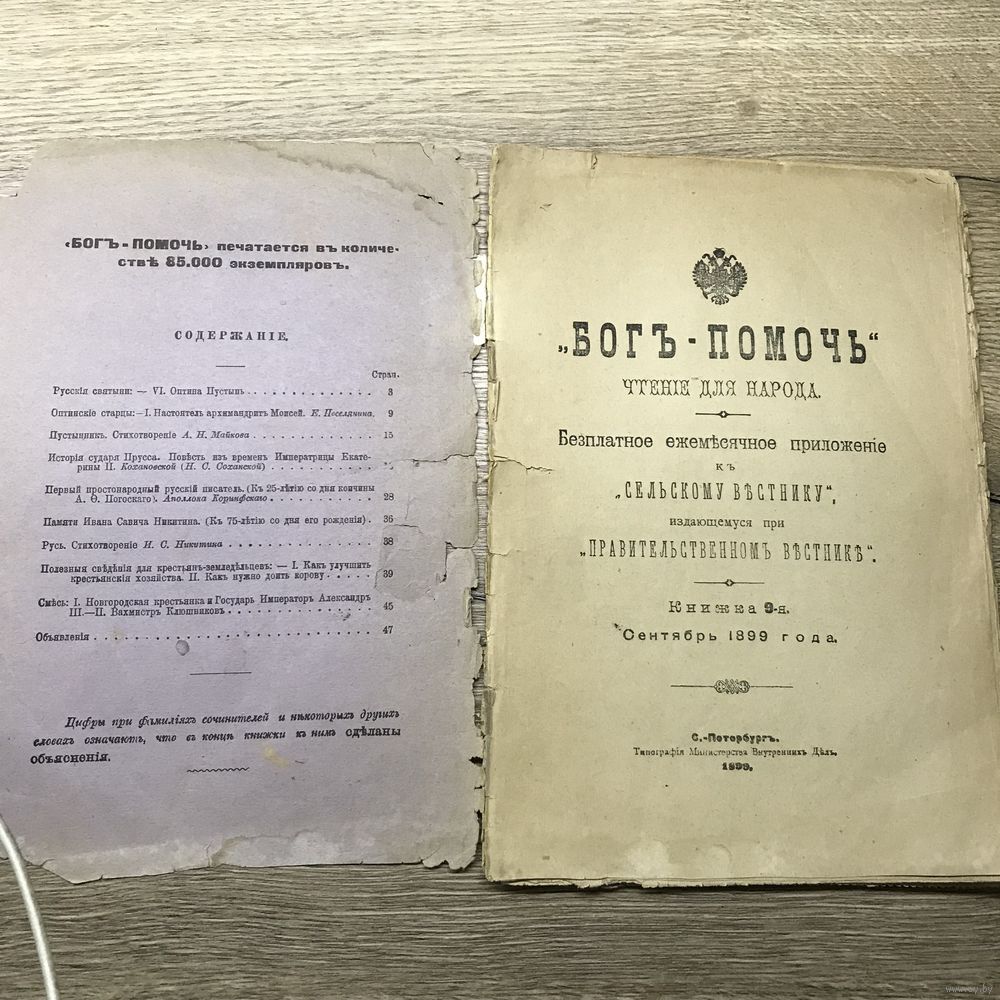 «БОГЪ-ПОМОЧЬ» печатается въ количе-
ствѣ 85.000 экземпляровъ.
СОДЕРЖАНІЕ.
Стран.
Русскія святыни: — VI. Оптина Пустынь . . . . . . . . . . . . 3
Оптинскіе старцы:—I. Настоятель архимандритъ Моисей. Е. Поселянина. 9
Пустынникъ. Стихотвореніе А. Н. Майкова . . . . . . . . . . . . 15
Исторія сударя Прусса. Повѣсть изъ временъ Императрицы Екате-
рины II. Кохановской (Н. С. Соханской) . . . . . . . . . .
Первый простонародный русскій писатель. (Къ 25-лѣтію со дня кончины
А. Ѳ. Погоскаго). Аполлона Коринфскаго . . . . . . . . . . 28
Памяти Ивана Савича Никитина. (Къ 75-лѣтію со дня его рожденія) . 36
Русь. Стихотвореніе И. С. Никитина . . . . . . . . . . . . 38
Полезныя свѣдѣнія для крестьянъ-земледѣльцевъ: — I. Какъ улучшить
крестьянскія хозяйства. II. Какъ нужно доить корову . . . . . 39
Смѣсь: I. Новгородская крестьянка и Государь Императоръ Александръ
III.—II. Вахмистръ Клюшниковъ . . . . . . . . . . . . 45
Объявленія . . . . . . . . . . . . . . . . . . . . 47
Цифры при фамиліяхъ сочинителей и нѣкоторыхъ другихъ
словахъ означаютъ, что въ концѣ книжки къ нимъ сдѣланы
объясненія.
„БОГЪ-ПОМОЧЬ“
ЧТЕНІЕ ДЛЯ НАРОДА.
Безплатное ежемѣсячное приложеніе
къ
„СЕЛЬСКОМУ ВѢСТНИКУ“,
издающемуся при
„ПРАВИТЕЛЬСТВЕННОМЪ ВѢСТНИКѢ“.
Книжка 9-я.
Сентябрь 1899 года.
С.-Петербургъ.
Типографія Министерства Внутреннихъ Дѣлъ.
1899.
www.ay.by